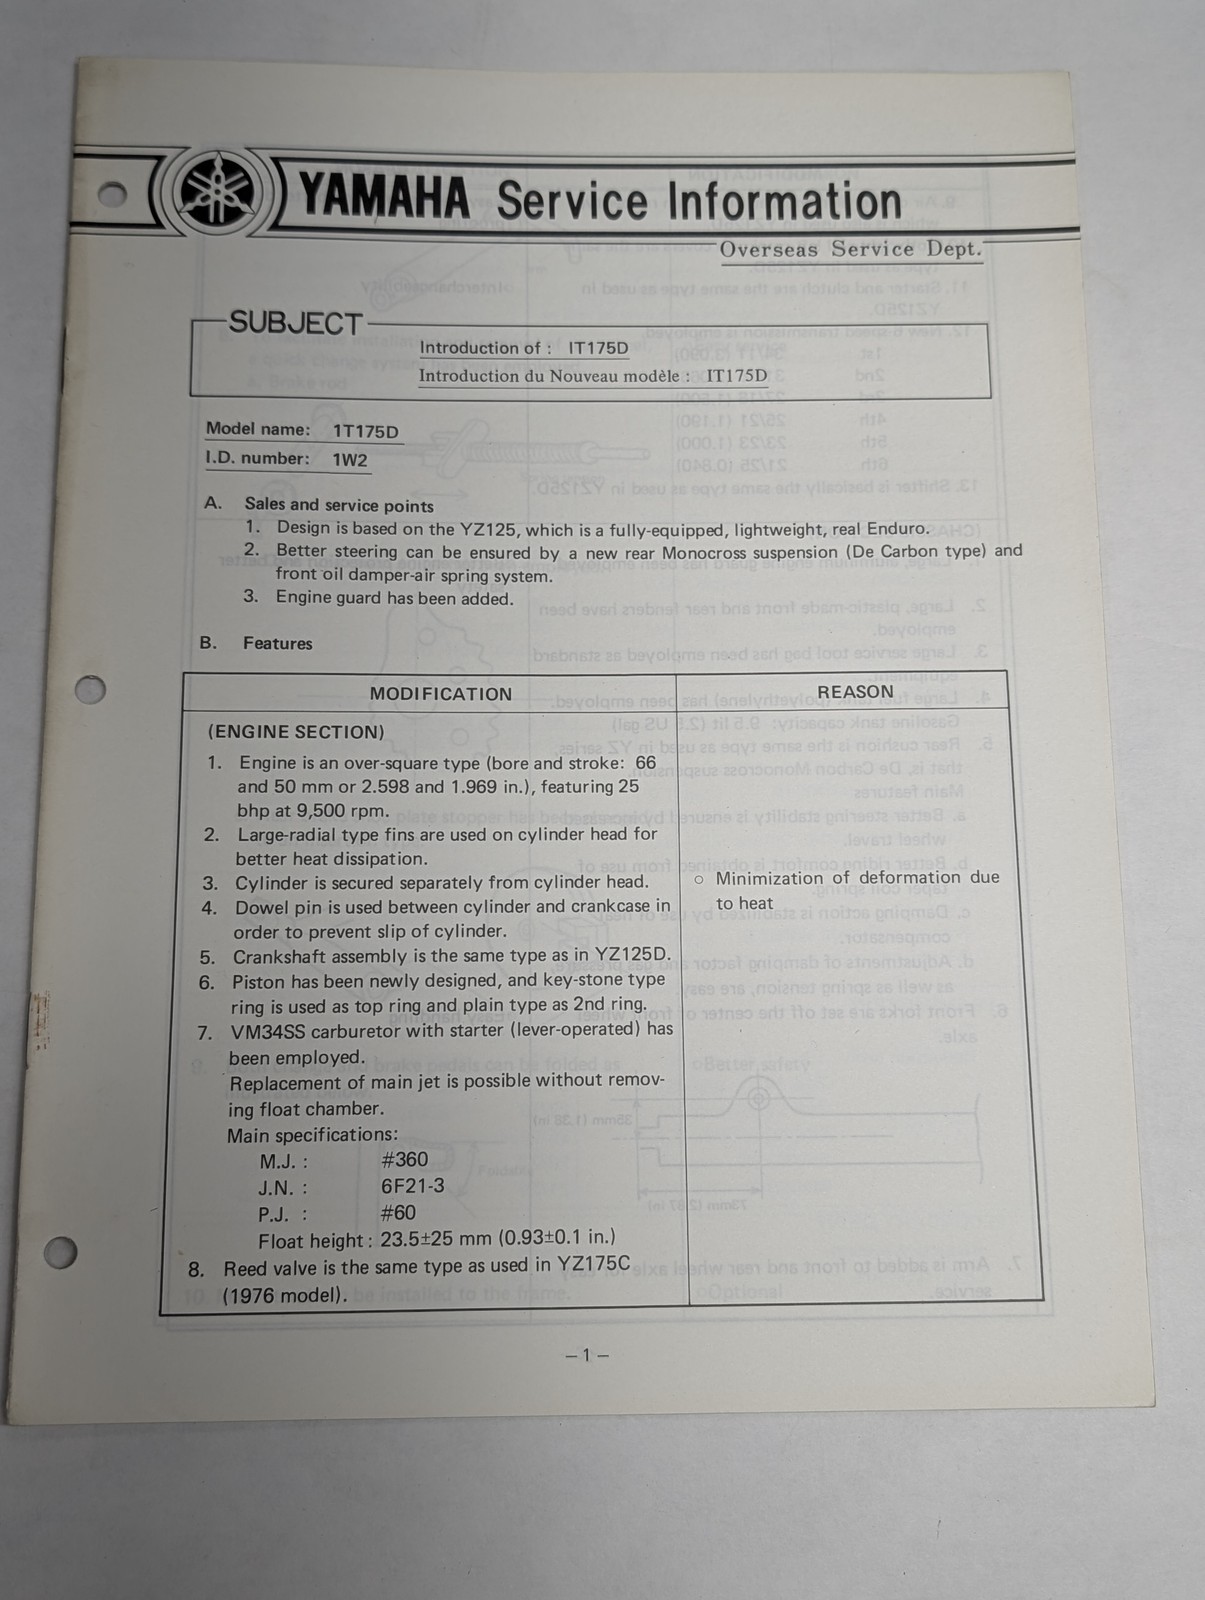 YAMAHA Service Information
Overseas Service Dept.
SUBJECT
Introduction of : IT175D
Introduction du Nouveau modèle : IT175D
Model name: 1T175D
I.D. number: 1W2
A. Sales and service points
1. Design is based on the YZ125, which is a fully-equipped, lightweight, real Enduro.
2. Better steering can be ensured by a new rear Monocross suspension (De Carbon type) and
front oil damper-air spring system.
3. Engine guard has been added.
B. Features
MODIFICATION
REASON
(ENGINE SECTION)
1. Engine is an over-square type (bore and stroke: 66
and 50 mm or 2.598 and 1.969 in.), featuring 25
bhp at 9,500 rpm.
2. Large-radial type fins are used on cylinder head for
better heat dissipation.
3. Cylinder is secured separately from cylinder head.
○ Minimization of deformation due
to heat
4. Dowel pin is used between cylinder and crankcase in
order to prevent slip of cylinder.
5. Crankshaft assembly is the same type as in YZ125D.
6. Piston has been newly designed, and key-stone type
ring is used as top ring and plain type as 2nd ring.
7. VM34SS carburetor with starter (lever-operated) has
been employed.
Replacement of main jet is possible without remov-
ing float chamber.
Main specifications:
M.J. : #360
J.N. : 6F21-3
P.J. : #60
Float height : 23.5±25 mm (0.93±0.1 in.)
8. Reed valve is the same type as used in YZ175C
(1976 model).
– 1 –